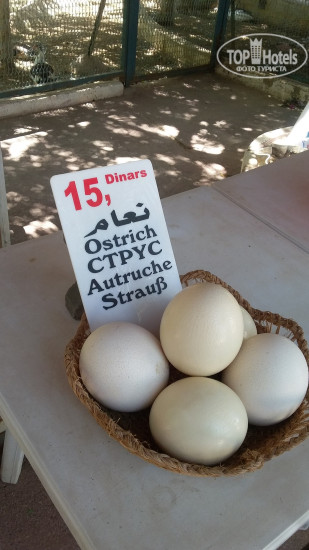 TOP Hotels
ФОТО ТУРИСТА
15, Dinars
نعام
Ostrich
СТРУС
Autruche
Strauß